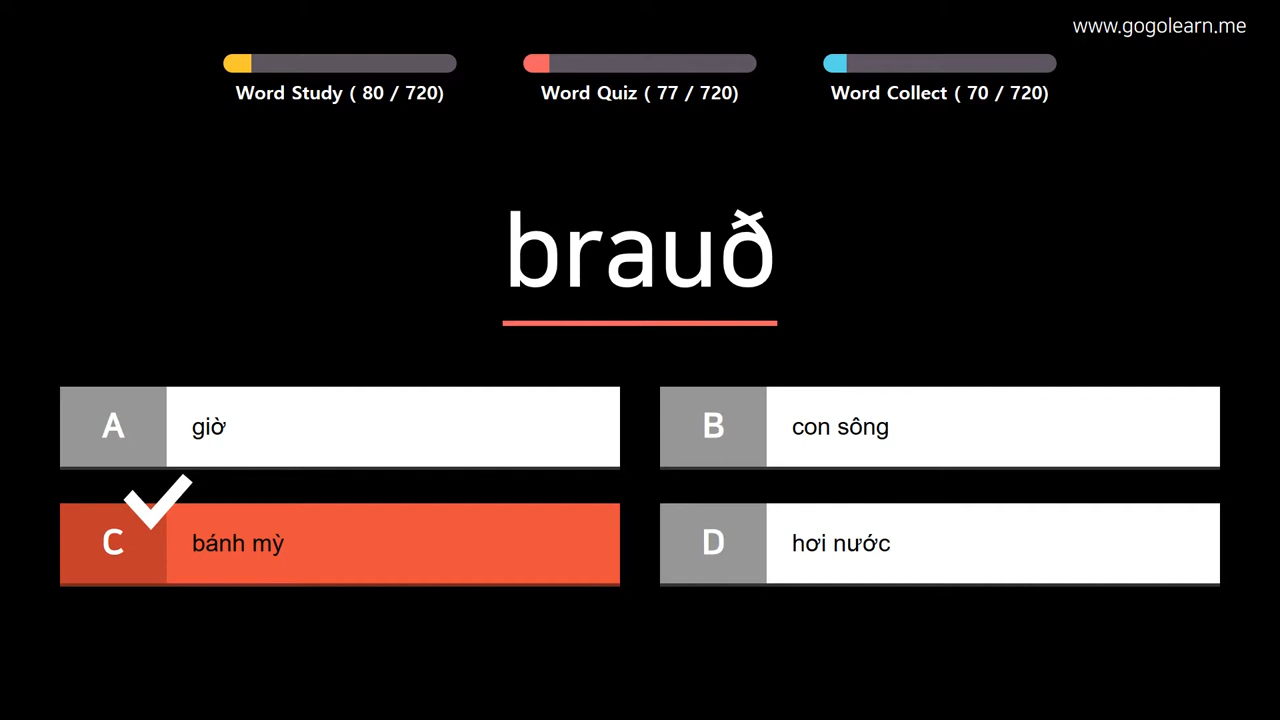 www.gogolearn.me
Word Study ( 80 / 720)
Word Quiz ( 77 / 720)
Word Collect ( 70 / 720)
brauð
A giờ
B con sông
C bánh mỳ
D hơi nước